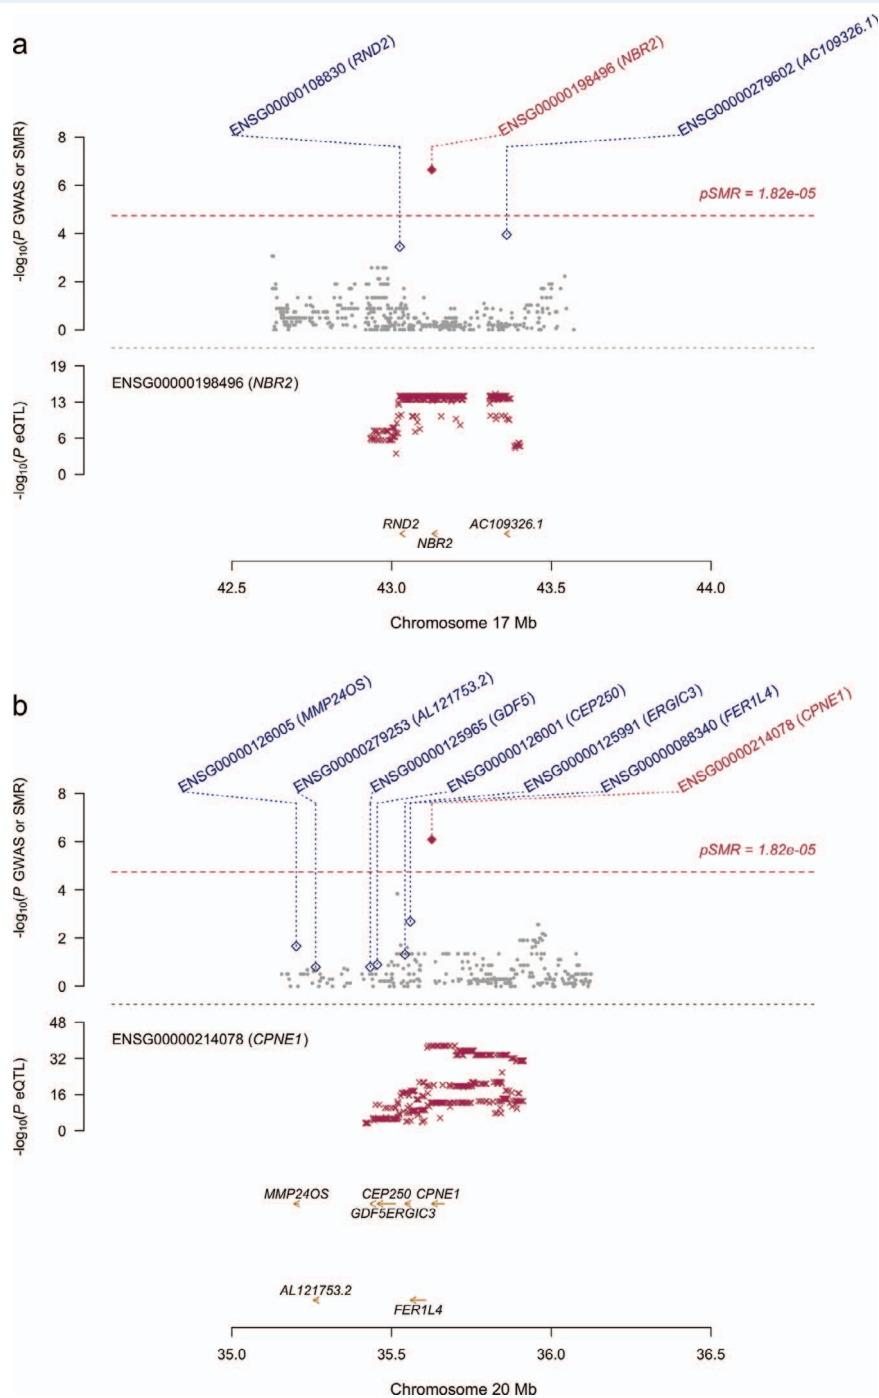 a
ENSG00000108830 (RND2)
ENSG00000198496 (NBR2)
ENSG00000279602 (AC109326.1)
-log10(P GWAS or SMR)
8
6
4
2
0
pSMR = 1.82e-05
-log10(P eQTL)
19
13
6
0
ENSG00000198496 (NBR2)
RND2
NBR2
AC109326.1
42.5 43.0 43.5 44.0
Chromosome 17 Mb
b
ENSG00000126005 (MMP24OS)
ENSG00000279253 (AL121753.2)
ENSG00000125965 (GDF5)
ENSG00000126001 (CEP250)
ENSG00000125991 (ERGIC3)
ENSG00000088340 (FER1L4)
ENSG00000214078 (CPNE1)
-log10(P GWAS or SMR)
8
6
4
2
0
pSMR = 1.82e-05
-log10(P eQTL)
48
32
16
0
ENSG00000214078 (CPNE1)
MMP24OS CEP250 CPNE1
GDF5 ERGIC3
AL121753.2
FER1L4
35.0 35.5 36.0 36.5
Chromosome 20 Mb